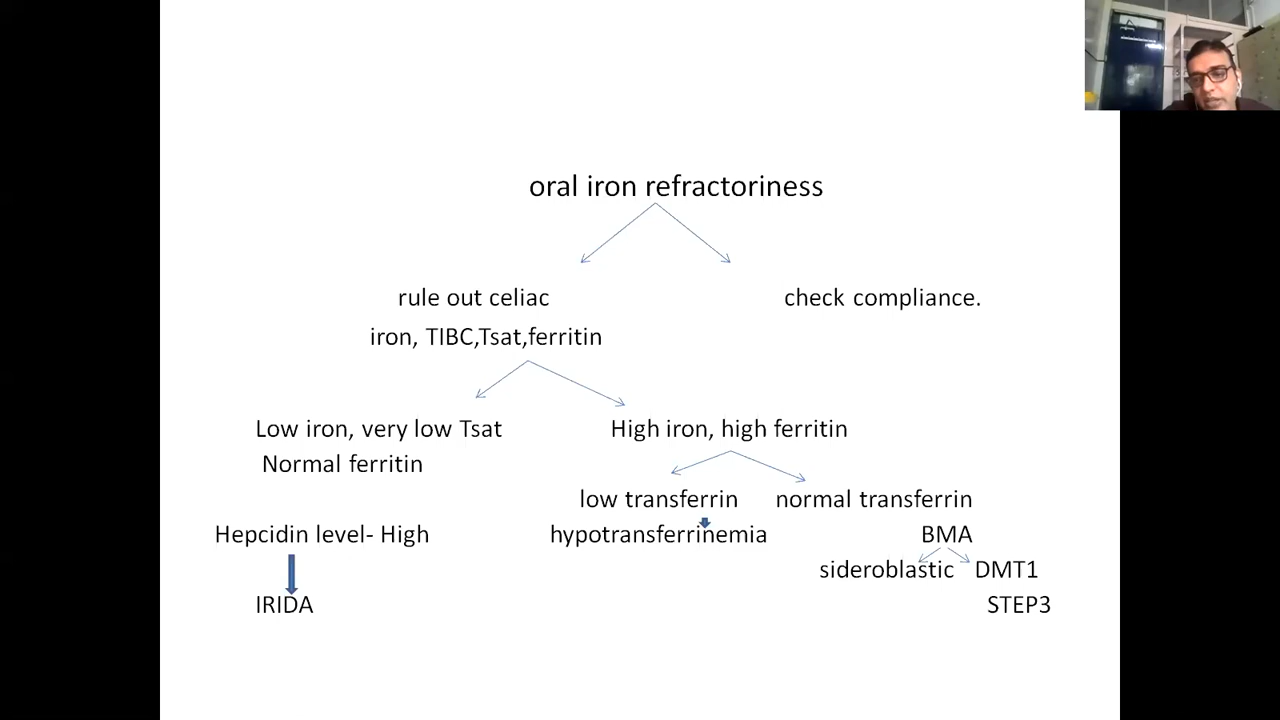 oral iron refractoriness
rule out celiac
check compliance.
iron, TIBC,Tsat,ferritin
Low iron, very low Tsat
High iron, high ferritin
Normal ferritin
low transferrin
normal transferrin
Hepcidin level- High
hypotransferrinemia
BMA
sideroblastic
DMT1
IRIDA
STEP3